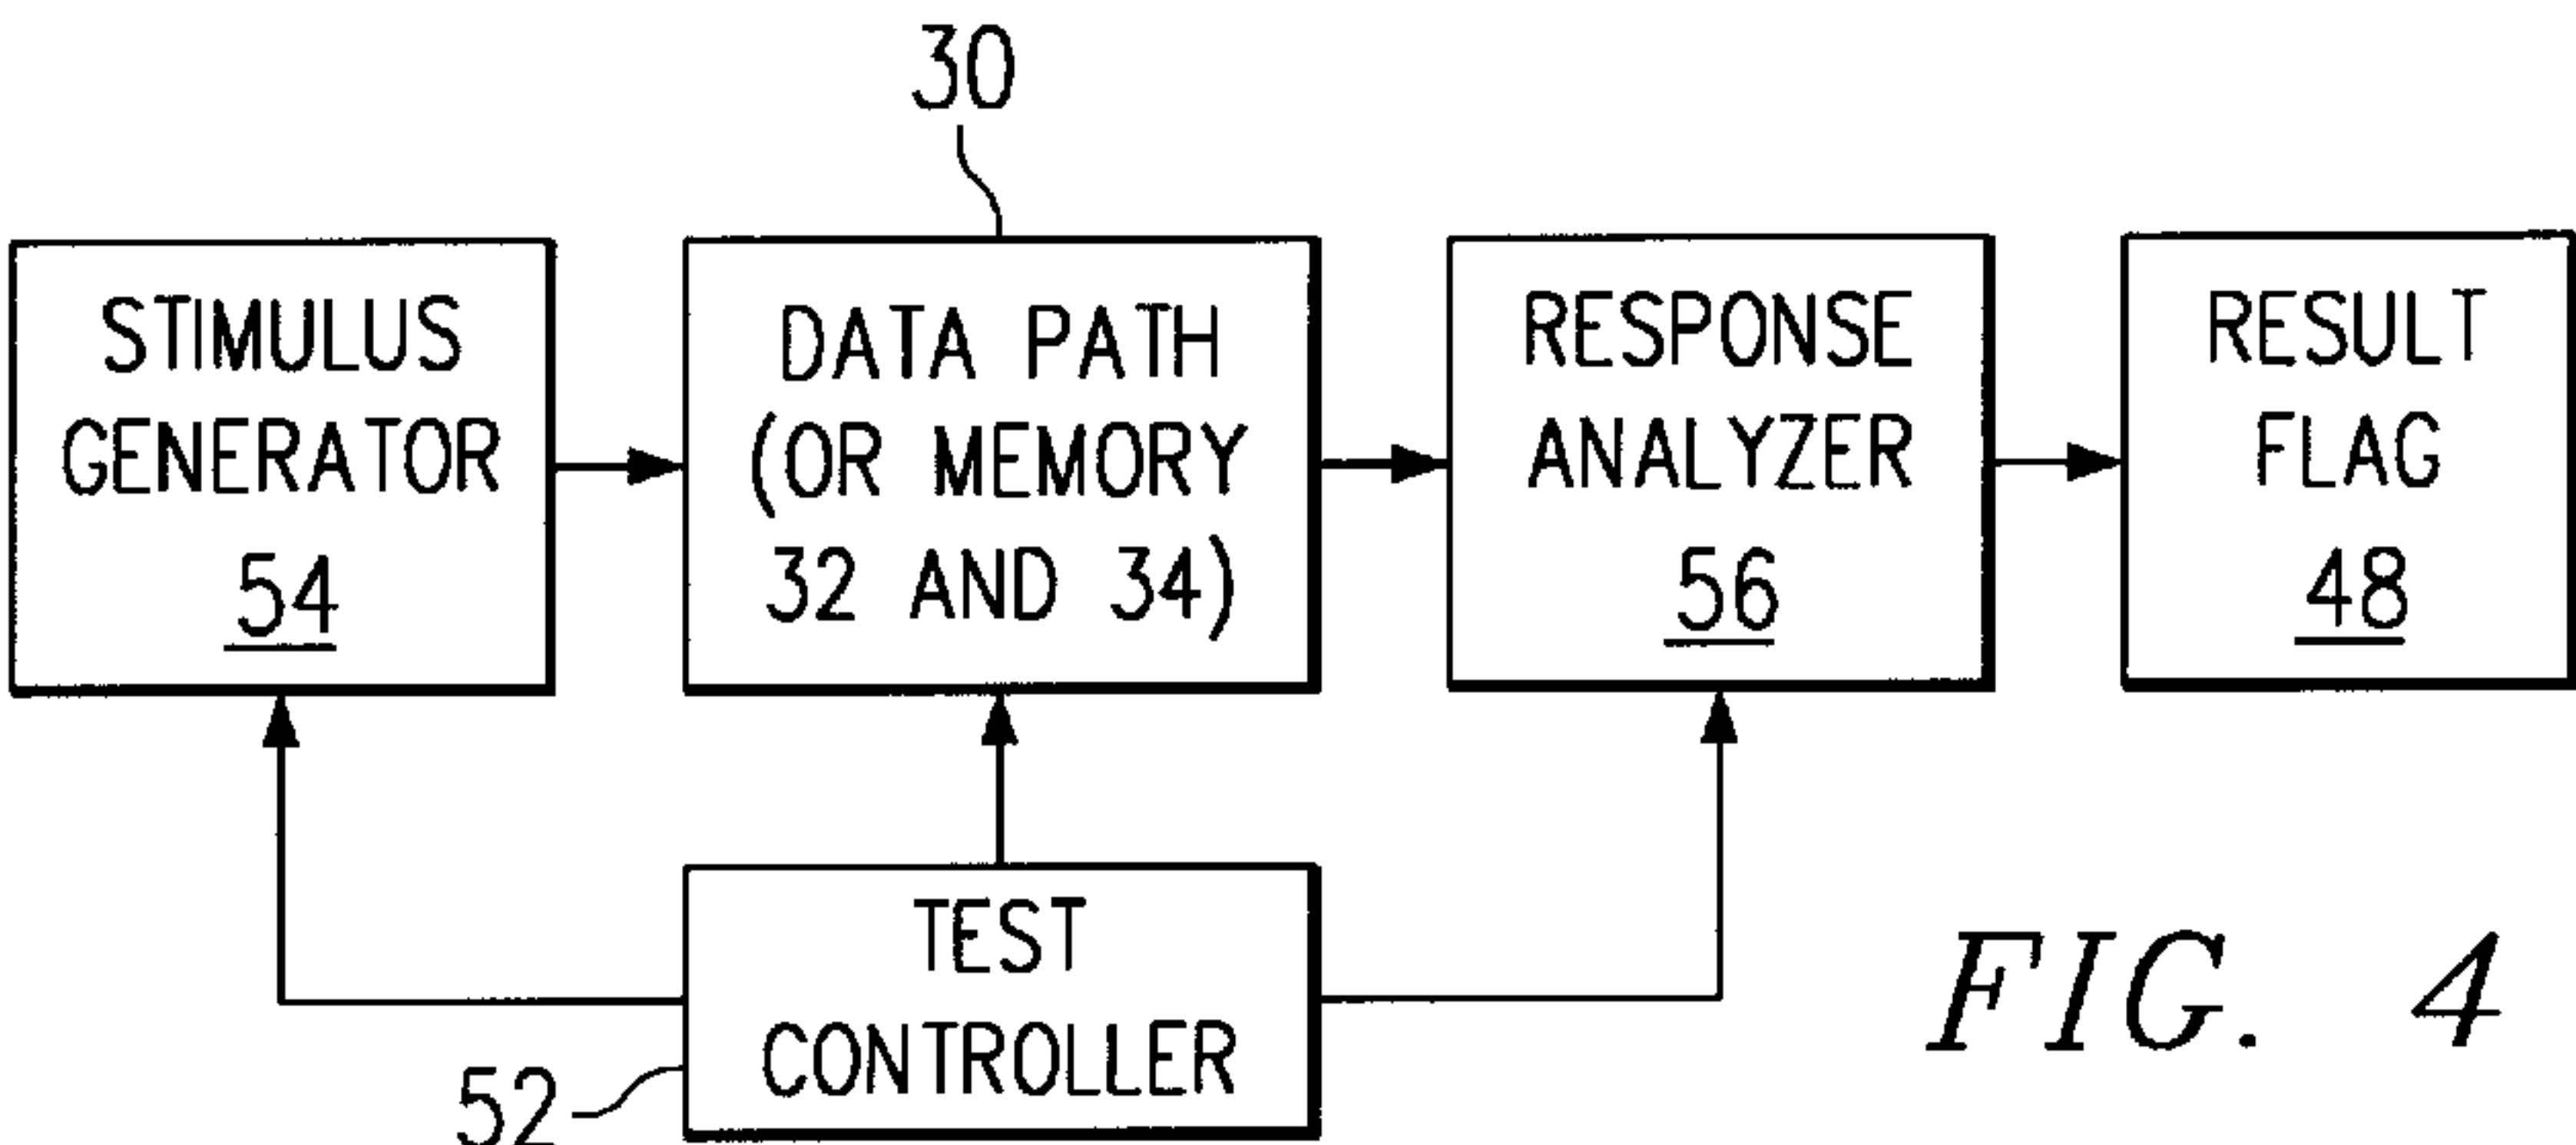 30
STIMULUS
GENERATOR
54
DATA PATH
(OR MEMORY
32 AND 34)
RESPONSE
ANALYZER
56
RESULT
FLAG
48
TEST
CONTROLLER
52
FIG. 4